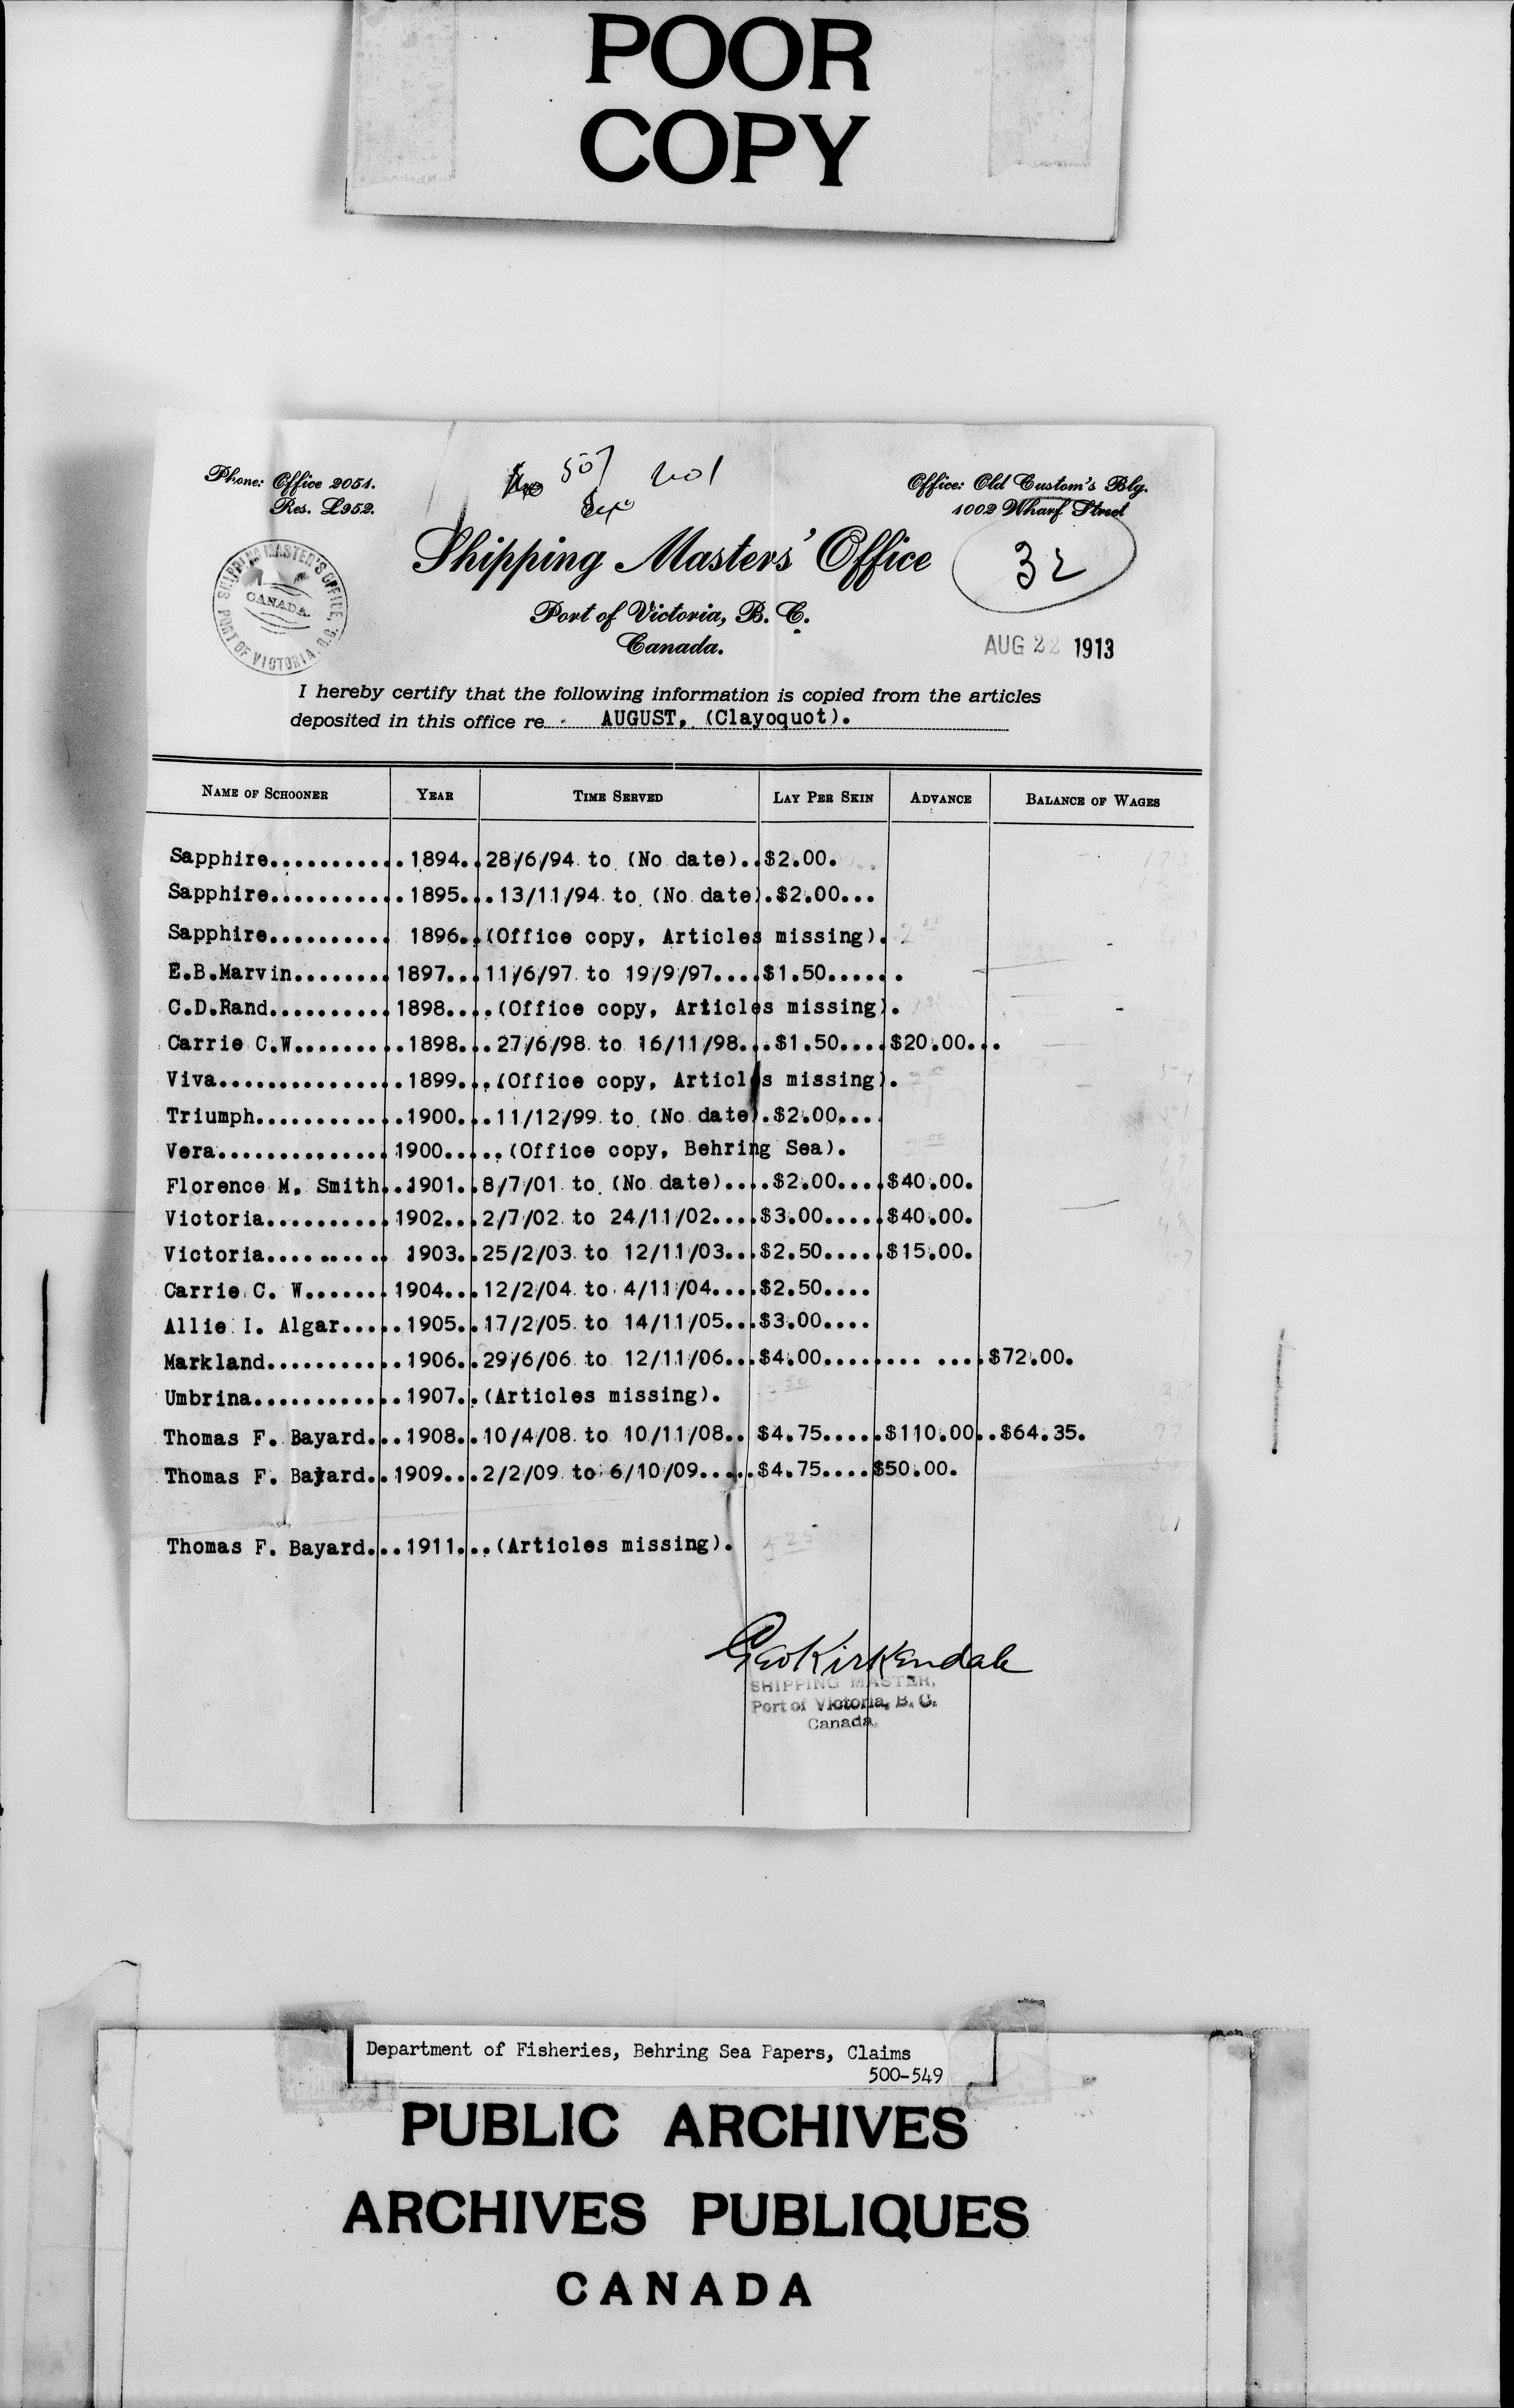 POOR
COPY
Phone: Office 2051.
Res. L952.
507
Office: Old Custom's Blg.
1002 Wharf Street
32
SHIPPING MASTER'S OFFICE, B.C.
CANADA.
PORT OF VICTORIA
Shipping Masters' Office
Port of Victoria, B. C.
Canada.
AUG 22 1913
I hereby certify that the following information is copied from the articles
deposited in this office re AUGUST, (Clayoquot).
NAME OF SCHOONER YEAR TIME SERVED LAY PER SKIN ADVANCE BALANCE OF WAGES
Sapphire............1894..28/6/94 to (No date)..$2.00.
Sapphire............1895...13/11/94 to (No date).$2.00...
Sapphire.......... 1896..(Office copy, Articles missing).
E.B.Marvin........1897...11/6/97 to 19/9/97....$1.50......
C.D.Rand..........1898....(Office copy, Articles missing).
Carrie C.W.........1898...27/6/98 to 16/11/98...$1.50....$20.00...
Viva...............1899...(Office copy, Articles missing).
Triumph............1900...11/12/99 to (No date).$2.00....
Vera..............1900.....(Office copy, Behring Sea).
Florence M. Smith..1901..8/7/01 to (No date)....$2.00....$40.00.
Victoria..........1902...2/7/02 to 24/11/02....$3.00.....$40.00.
Victoria.......... 1903..25/2/03 to 12/11/03...$2.50.....$15.00.
Carrie C. W.......1904...12/2/04 to 4/11/04....$2.50....
Allie I. Algar.....1905..17/2/05 to 14/11/05...$3.00....
Markland...........1906..29/6/06 to 12/11/06...$4.00........ ....$72.00.
Umbrina............1907..(Articles missing).
Thomas F. Bayard...1908..10/4/08 to 10/11/08.. $4.75.....$110.00..$64.35.
Thomas F. Bayard..1909...2/2/09 to 6/10/09.....$4.75....$50.00.
Thomas F. Bayard...1911...(Articles missing).
Geo Kirkendale
SHIPPING MASTER,
Port of Victoria, B. C.
Canada.
Department of Fisheries, Behring Sea Papers, Claims
500-549
PUBLIC ARCHIVES
ARCHIVES PUBLIQUES
CANADA